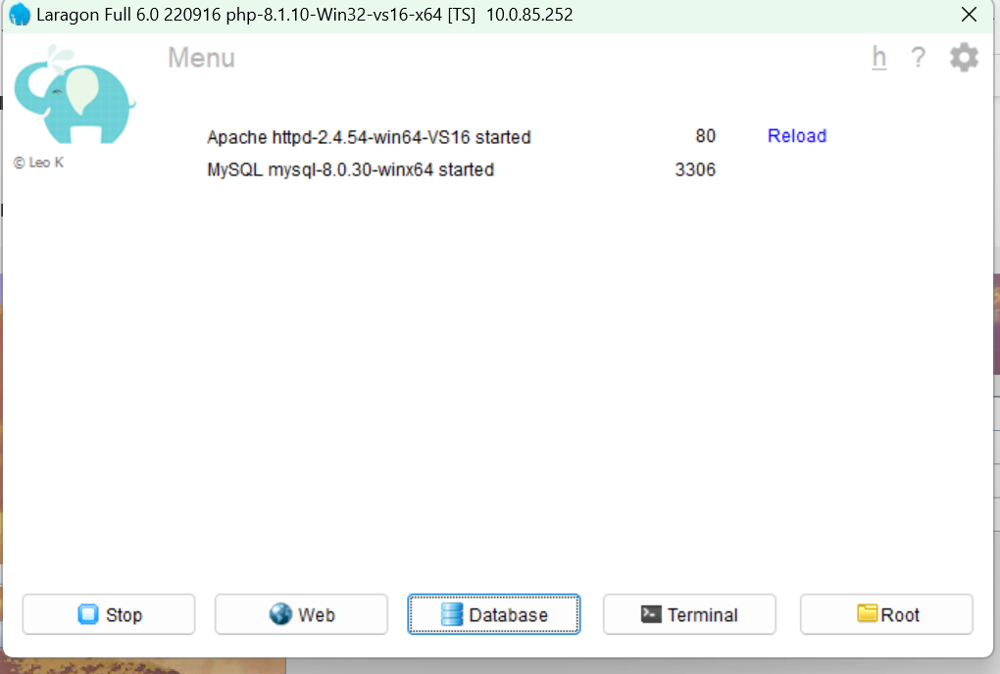 Laragon Full 6.0 220916 php-8.1.10-Win32-vs16-x64 [TS]  10.0.85.252
Menu
h ?
Apache httpd-2.4.54-win64-VS16 started 80 Reload
© Leo K
MySQL mysql-8.0.30-winx64 started 3306
Stop Web Database Terminal Root